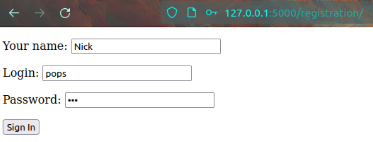 127.0.0.1:5000/registration/
Your name: Nick
Login: pops
Password: •••
Sign In